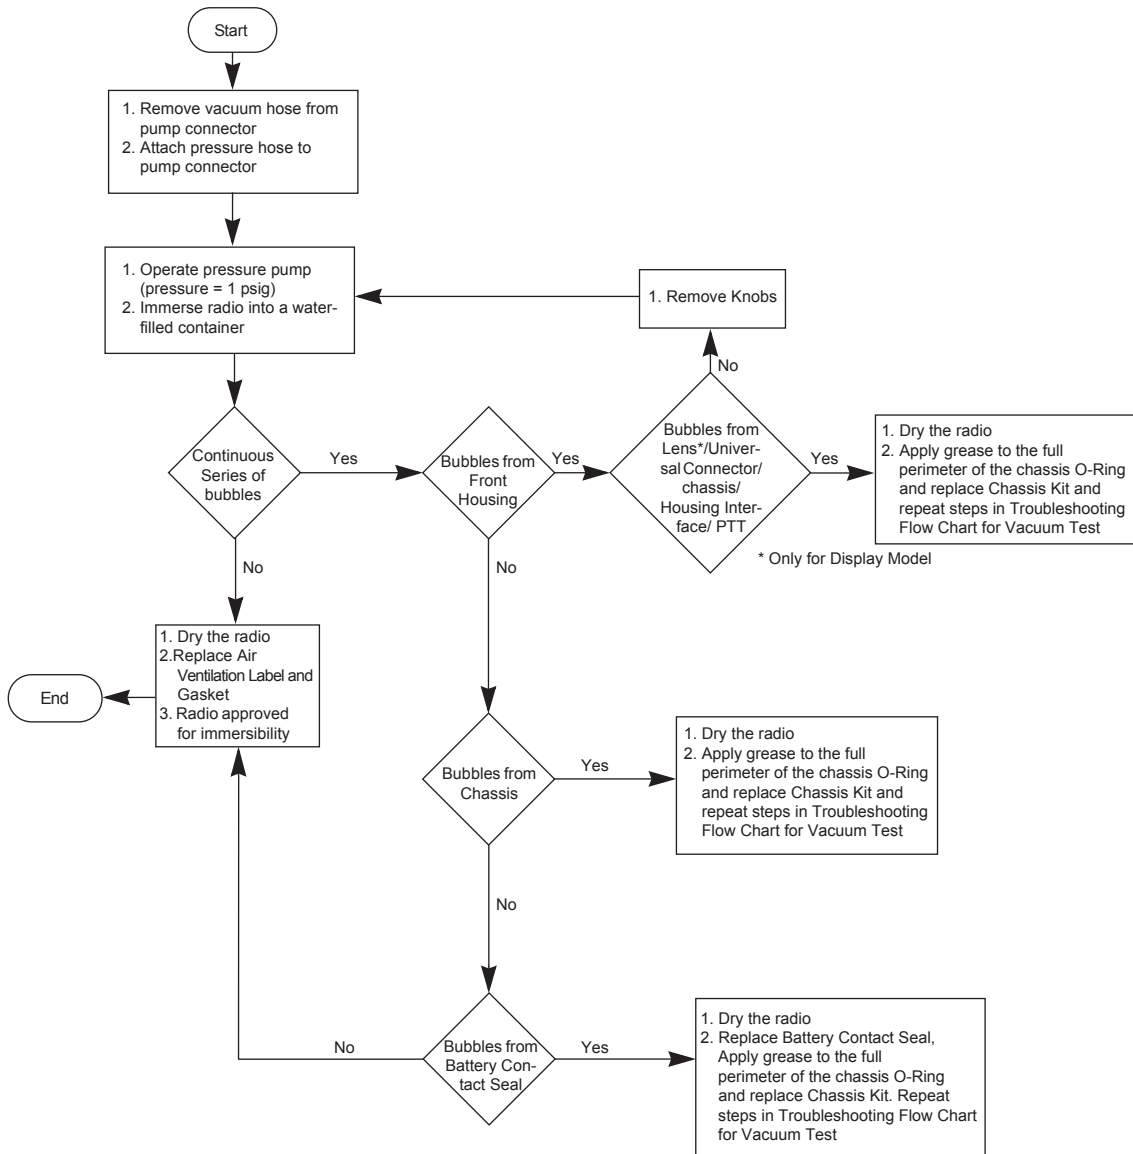 Start
1. Remove vacuum hose from
pump connector
2. Attach pressure hose to
pump connector
1. Operate pressure pump
(pressure = 1 psig)
2. Immerse radio into a water-
filled container
1. Remove Knobs
No
Continuous
Series of
bubbles
Yes
Bubbles from
Front
Housing
Yes
Bubbles from
Lens*/Univer-
sal Connector/
chassis/
Housing Inter-
face/ PTT
Yes
1. Dry the radio
2. Apply grease to the full
perimeter of the chassis O-Ring
and replace Chassis Kit and
repeat steps in Troubleshooting
Flow Chart for Vacuum Test
* Only for Display Model
No
No
1. Dry the radio
2.Replace Air
Ventilation Label and
Gasket
3. Radio approved
for immersibility
End
Bubbles from
Chassis
Yes
1. Dry the radio
2. Apply grease to the full
perimeter of the chassis O-Ring
and replace Chassis Kit and
repeat steps in Troubleshooting
Flow Chart for Vacuum Test
No
No
Bubbles from
Battery Con-
tact Seal
Yes
1. Dry the radio
2. Replace Battery Contact Seal,
Apply grease to the full
perimeter of the chassis O-Ring
and replace Chassis Kit. Repeat
steps in Troubleshooting Flow Chart
for Vacuum Test